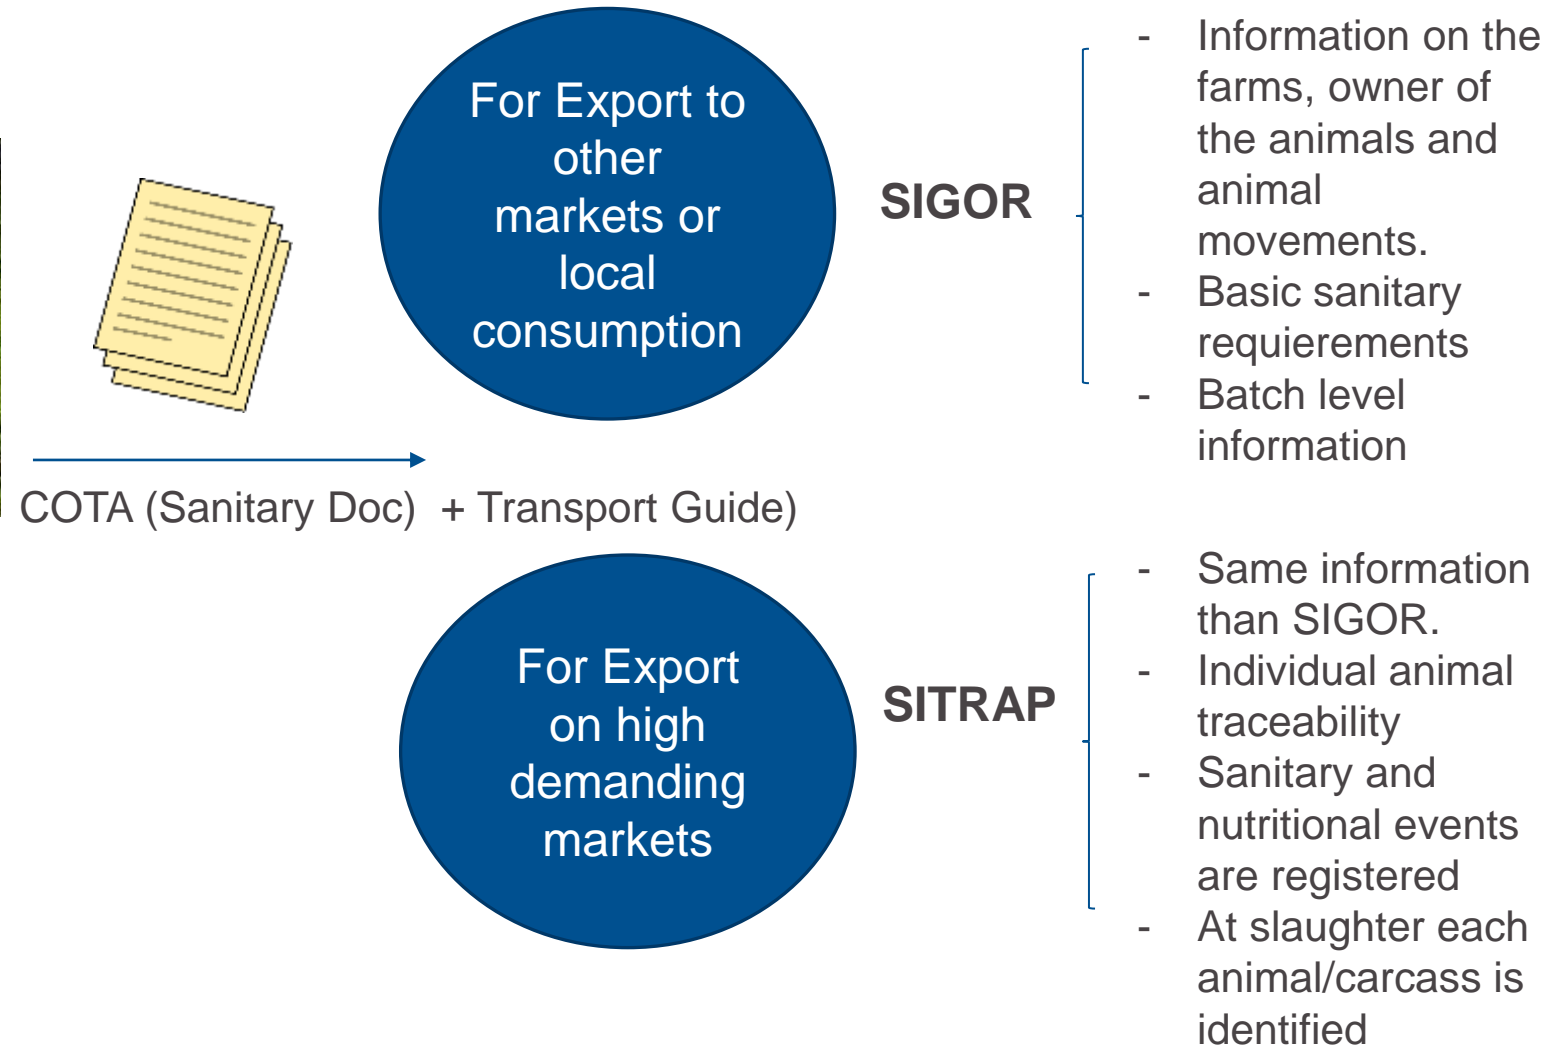 For Export to
other
markets or
local
consumption
SIGOR
- Information on the
farms, owner of
the animals and
animal
movements.
- Basic sanitary
requierements
- Batch level
information
COTA (Sanitary Doc)  + Transport Guide)
For Export
on high
demanding
markets
SITRAP
- Same information
than SIGOR.
- Individual animal
traceability
- Sanitary and
nutritional events
are registered
- At slaughter each
animal/carcass is
identified